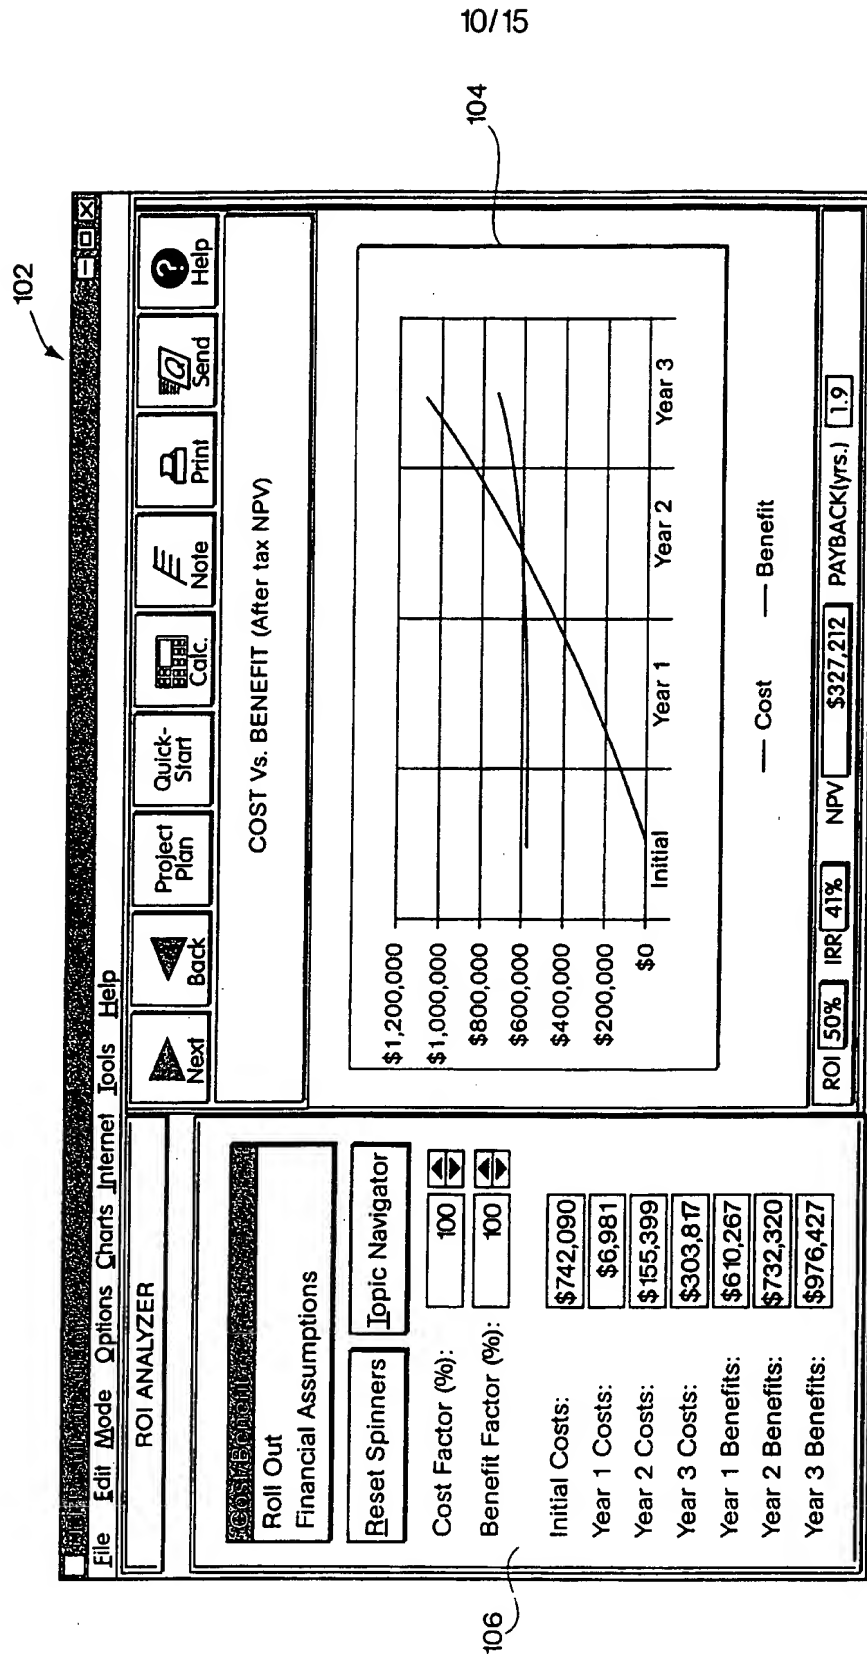 10/15
102
File Edit Mode Options Charts Internet Tools Help
ROI ANALYZER
Next
Back
Project
Plan
Quick-
Start
Calc.
Note
Print
Send
Help
Cost/Benefit
Roll Out
Financial Assumptions
Reset Spinners
Topic Navigator
Cost Factor (%): 100
Benefit Factor (%): 100
106
Initial Costs: $742,090
Year 1 Costs: $6,981
Year 2 Costs: $155,399
Year 3 Costs: $303,817
Year 1 Benefits: $610,267
Year 2 Benefits: $732,320
Year 3 Benefits: $976,427
COST Vs. BENEFIT (After tax NPV)
104
$1,200,000
$1,000,000
$800,000
$600,000
$400,000
$200,000
$0
Initial Year 1 Year 2 Year 3
Cost Benefit
ROI 50% IRR 41% NPV $327,212 PAYBACK(yrs.) 1.9